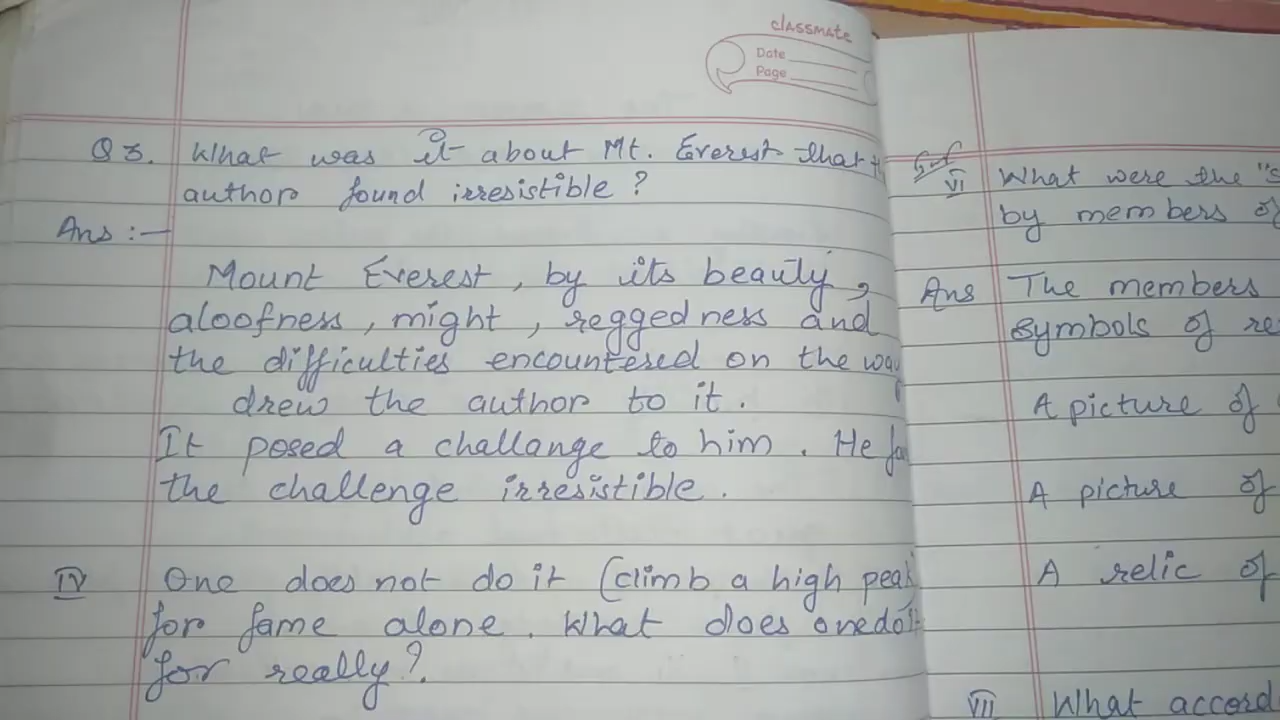 classmate
Date
Page
Q 3. What was it about Mt. Everest that
author found irresistible ?
Ans :-
Mount Everest, by its beauty,
aloofness, might, reggedness and
the difficulties encountered on the way
drew the author to it.
It posed a challange to him. He
the challenge irresistible.
IV One does not do it (climb a high peak
for fame alone. What does one do it
for really?
VI What were the "s
by members of
Ans The members
symbols of re
A picture of
A picture of
A relic of
VII What accord